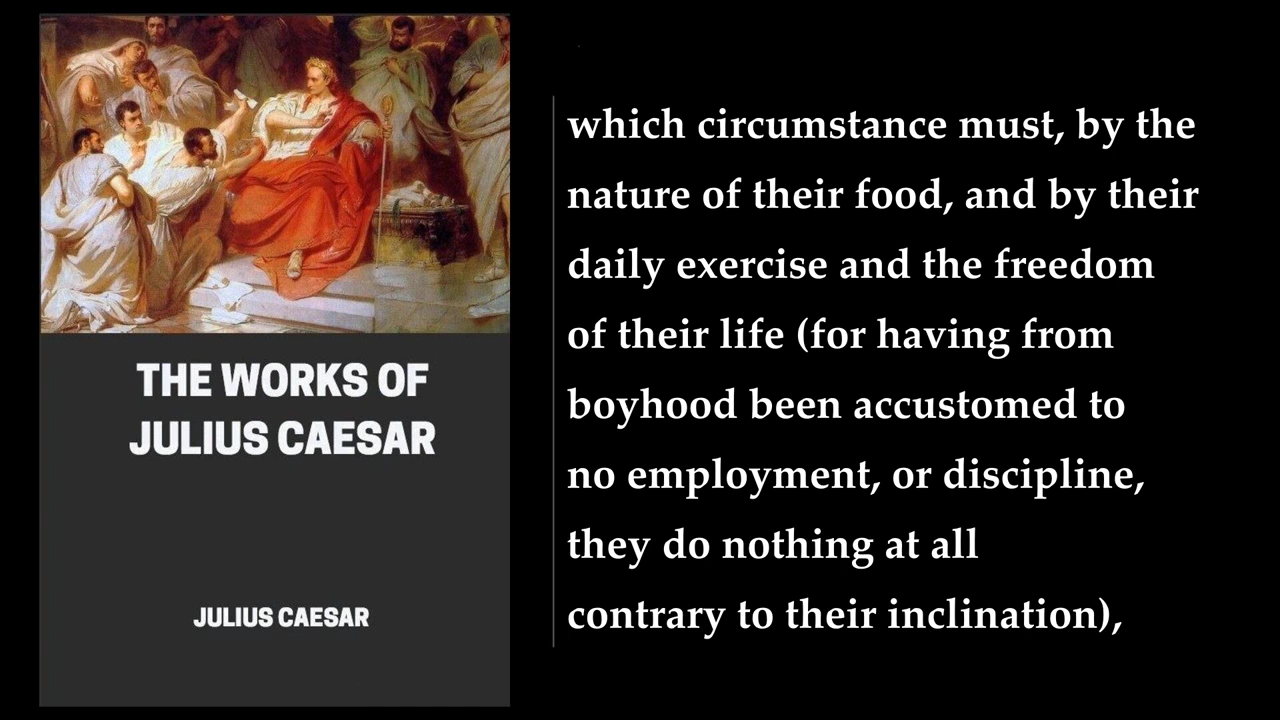 THE WORKS OF
JULIUS CAESAR
JULIUS CAESAR
which circumstance must, by the
nature of their food, and by their
daily exercise and the freedom
of their life (for having from
boyhood been accustomed to
no employment, or discipline,
they do nothing at all
contrary to their inclination),